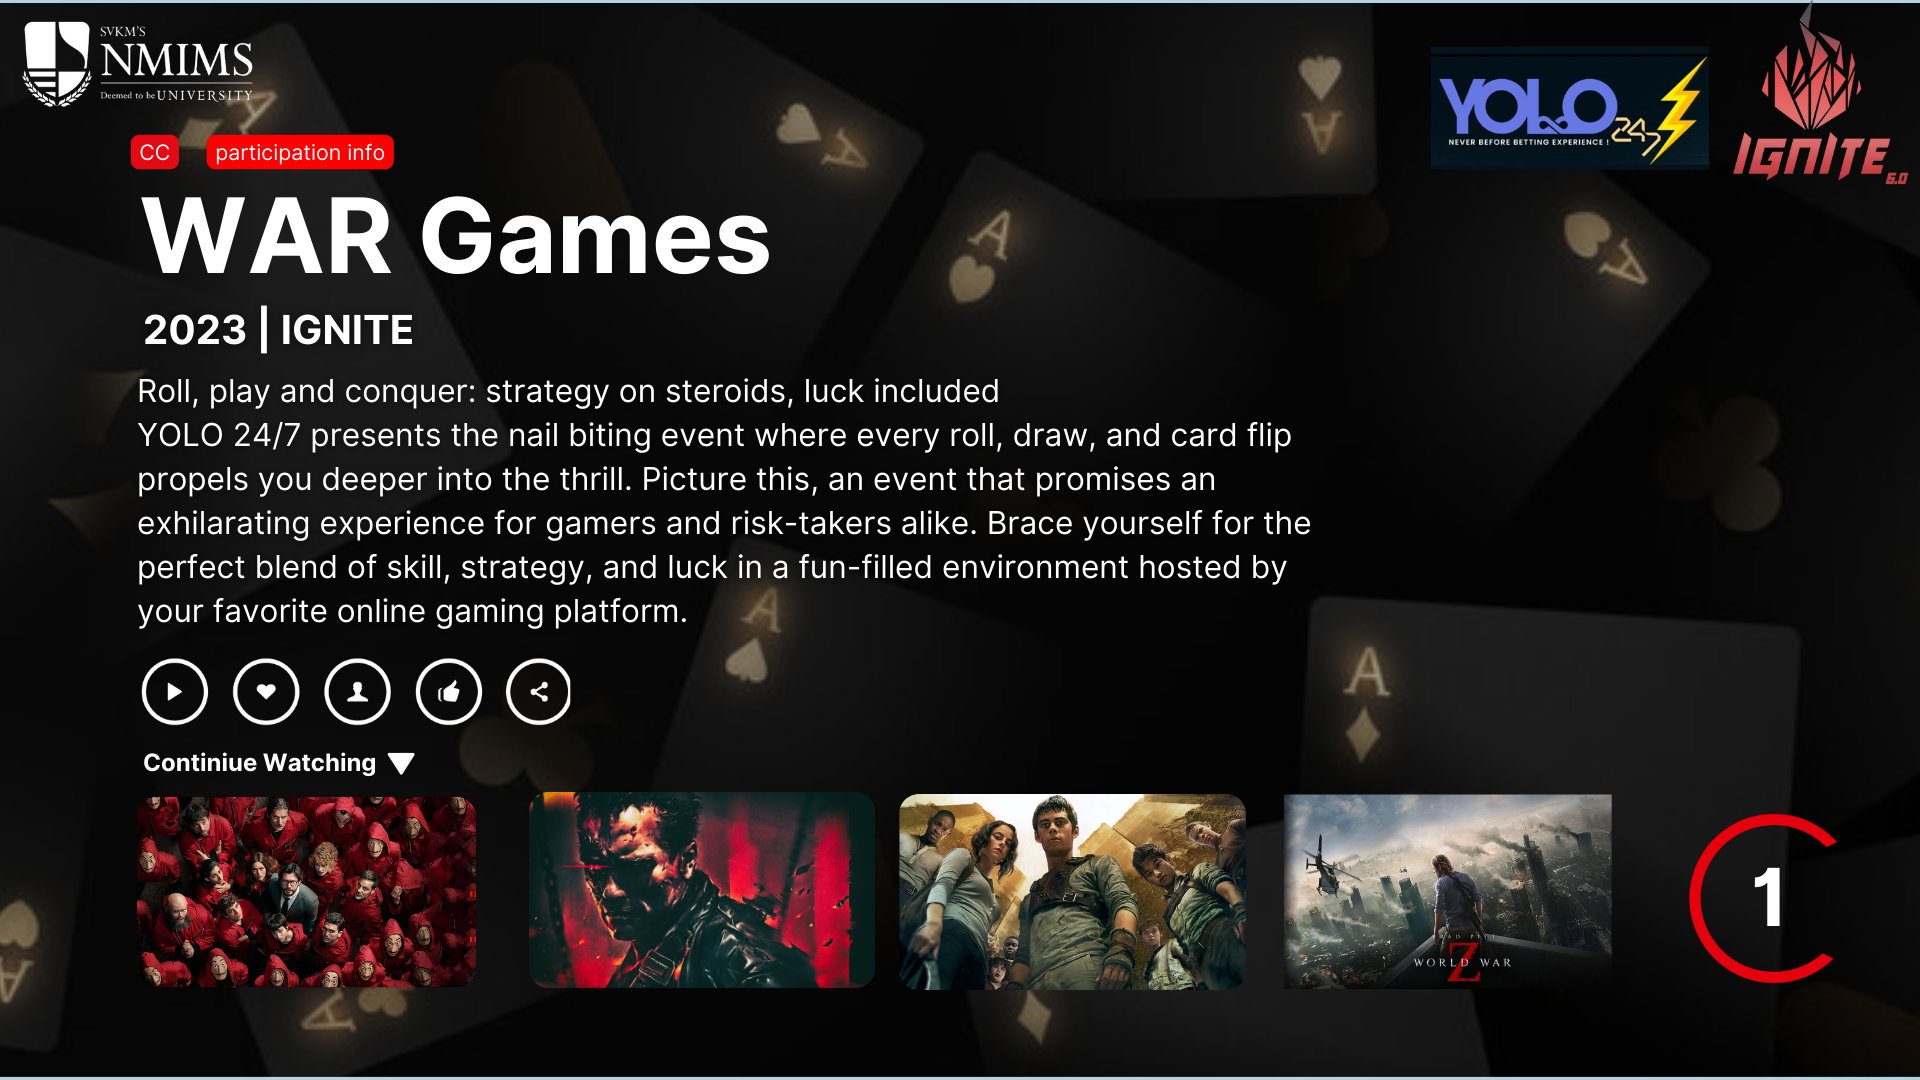 SVKM'S
NMIMS
Deemed to be UNIVERSITY
YOLO
247
NEVER BEFORE BETTING EXPERIENCE !
IGNITE
6.0
CC
participation info
WAR Games
2023 | IGNITE
Roll, play and conquer: strategy on steroids, luck included
YOLO 24/7 presents the nail biting event where every roll, draw, and card flip
propels you deeper into the thrill. Picture this, an event that promises an
exhilarating experience for gamers and risk-takers alike. Brace yourself for the
perfect blend of skill, strategy, and luck in a fun-filled environment hosted by
your favorite online gaming platform.
Continiue Watching
WORLD WAR
Z
1
A
A
A
A
A
A
A
A
A